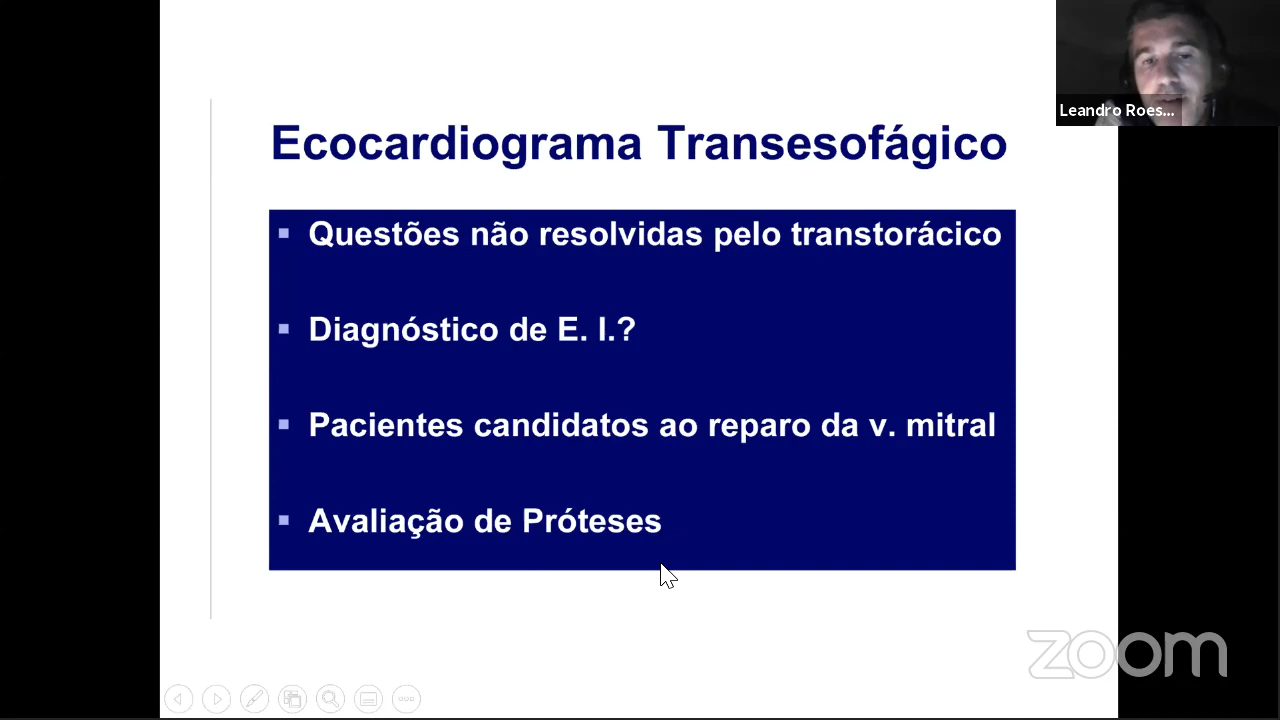 Leandro Roes...
Ecocardiograma Transesofágico
Questões não resolvidas pelo transtorácico
Diagnóstico de E. I.?
Pacientes candidatos ao reparo da v. mitral
Avaliação de Próteses
zoom